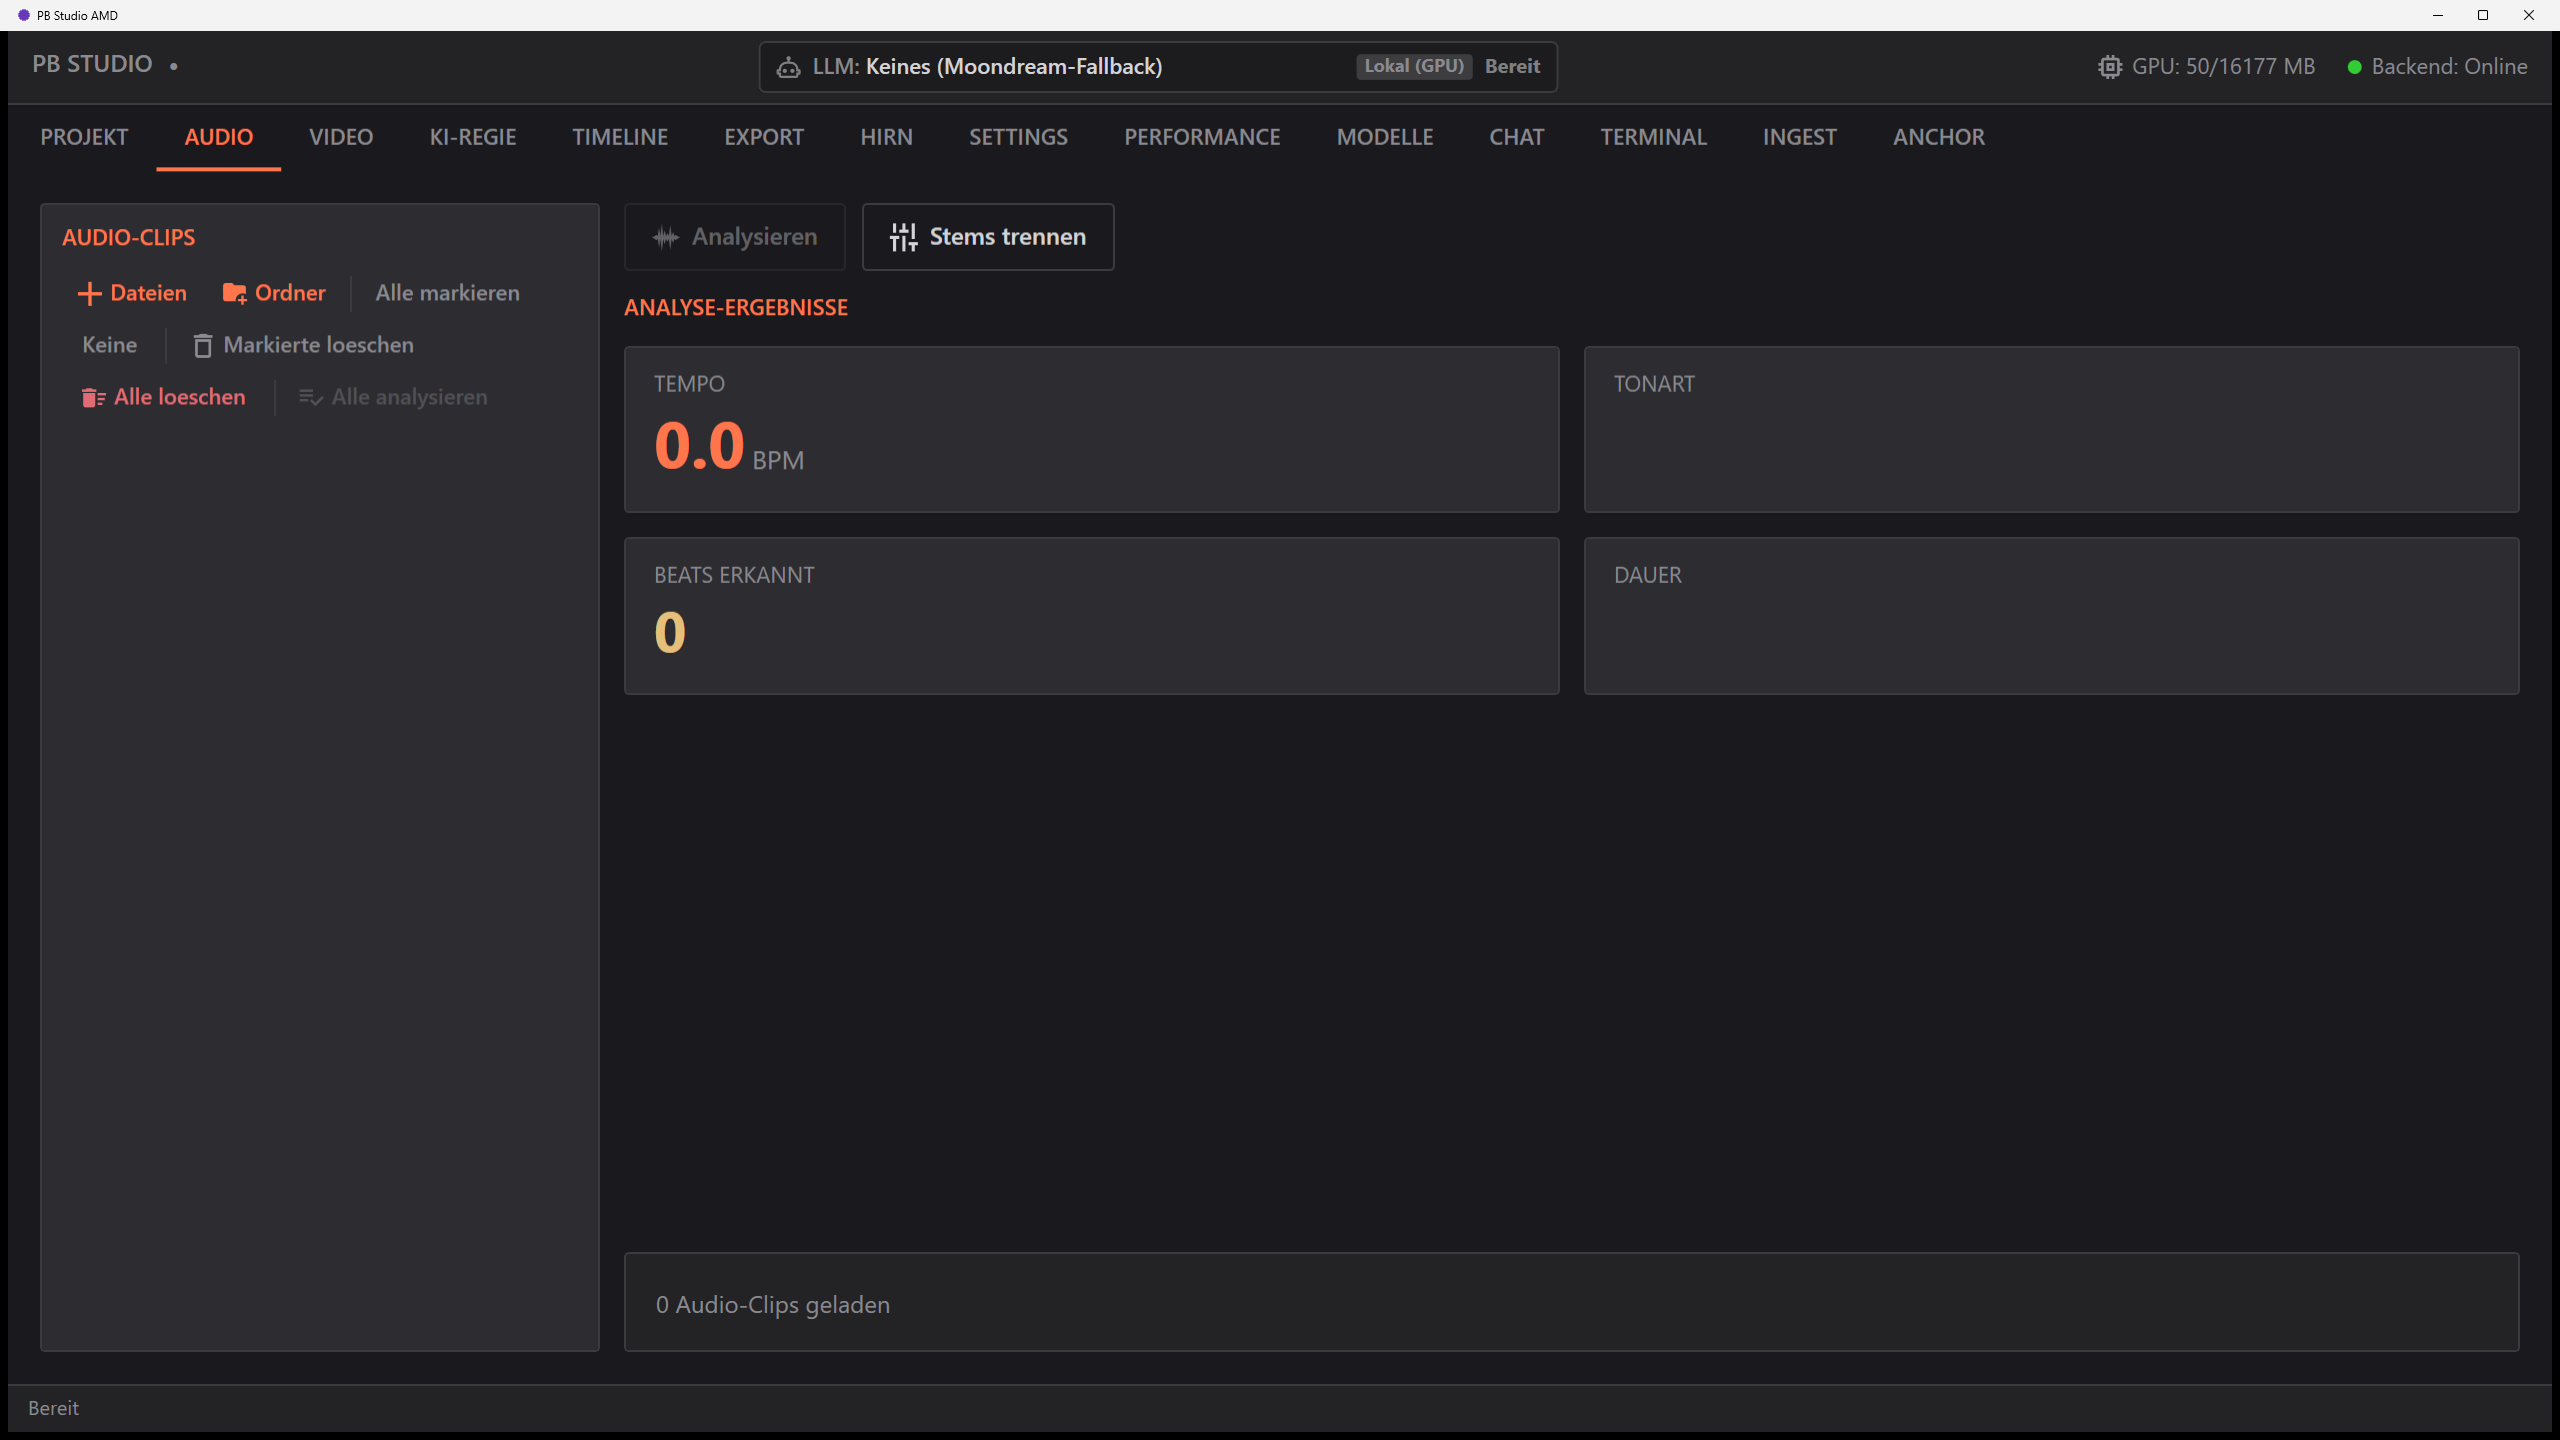 PB Studio AMD
PB STUDIO •
LLM: Keines (Moondream-Fallback) Lokal (GPU) Bereit
GPU: 50/16177 MB Backend: Online
PROJEKT AUDIO VIDEO KI-REGIE TIMELINE EXPORT HIRN SETTINGS PERFORMANCE MODELLE CHAT TERMINAL INGEST ANCHOR
AUDIO-CLIPS
Dateien Ordner Alle markieren
Keine Markierte loeschen
Alle loeschen Alle analysieren
Analysieren Stems trennen
ANALYSE-ERGEBNISSE
TEMPO
0.0 BPM
TONART
BEATS ERKANNT
0
DAUER
0 Audio-Clips geladen
Bereit